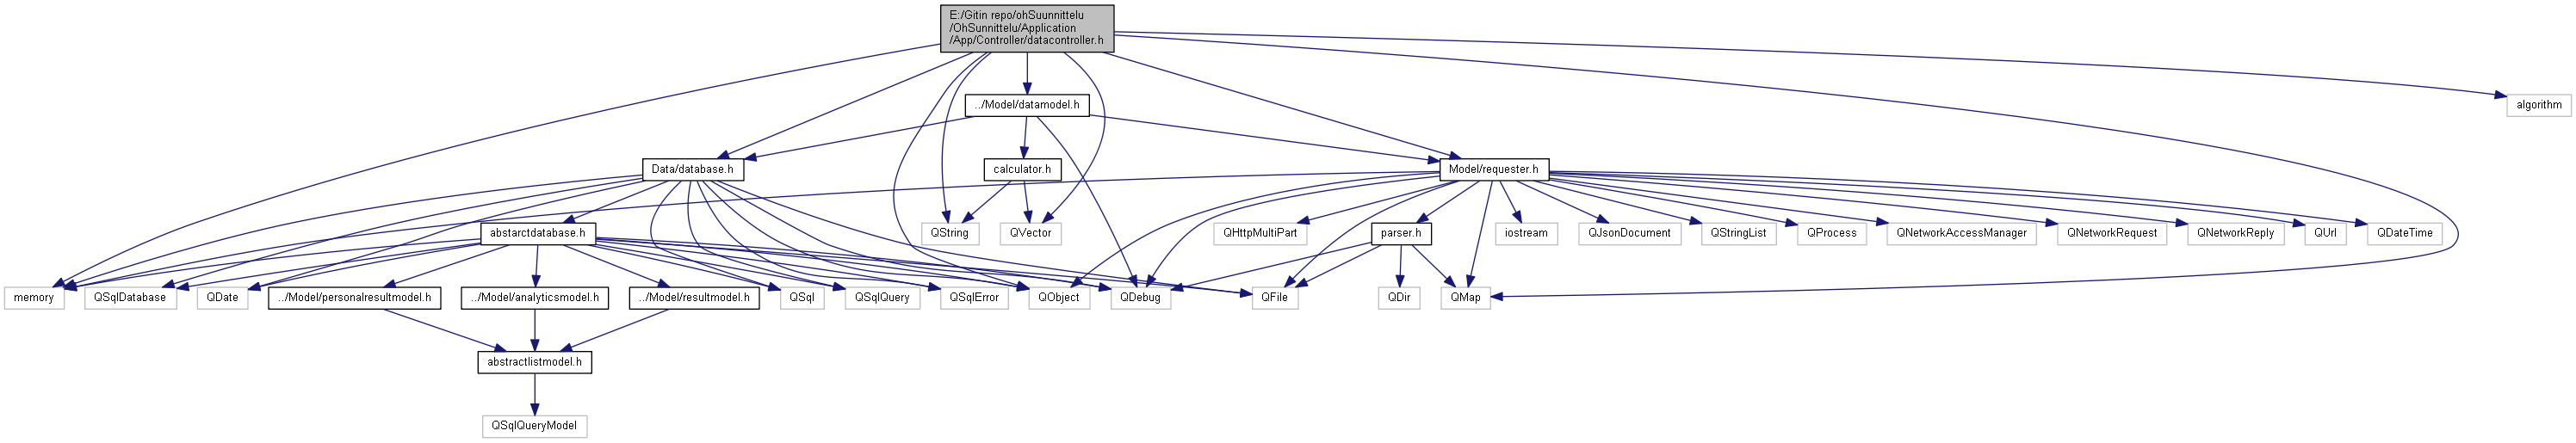 E:/Gitin repo/ohSuunnittelu
/OhSunnittelu/Application
/App/Controller/datacontroller.h
../Model/datamodel.h
algorithm
Data/database.h
calculator.h
Model/requester.h
abstarctdatabase.h
QString
QVector
QHttpMultiPart
parser.h
iostream
QJsonDocument
QStringList
QProcess
QNetworkAccessManager
QNetworkRequest
QNetworkReply
QUrl
QDateTime
memory
QSqlDatabase
QDate
../Model/personalresultmodel.h
../Model/analyticsmodel.h
../Model/resultmodel.h
QSql
QSqlQuery
QSqlError
QObject
QDebug
QFile
QDir
QMap
abstractlistmodel.h
QSqlQueryModel